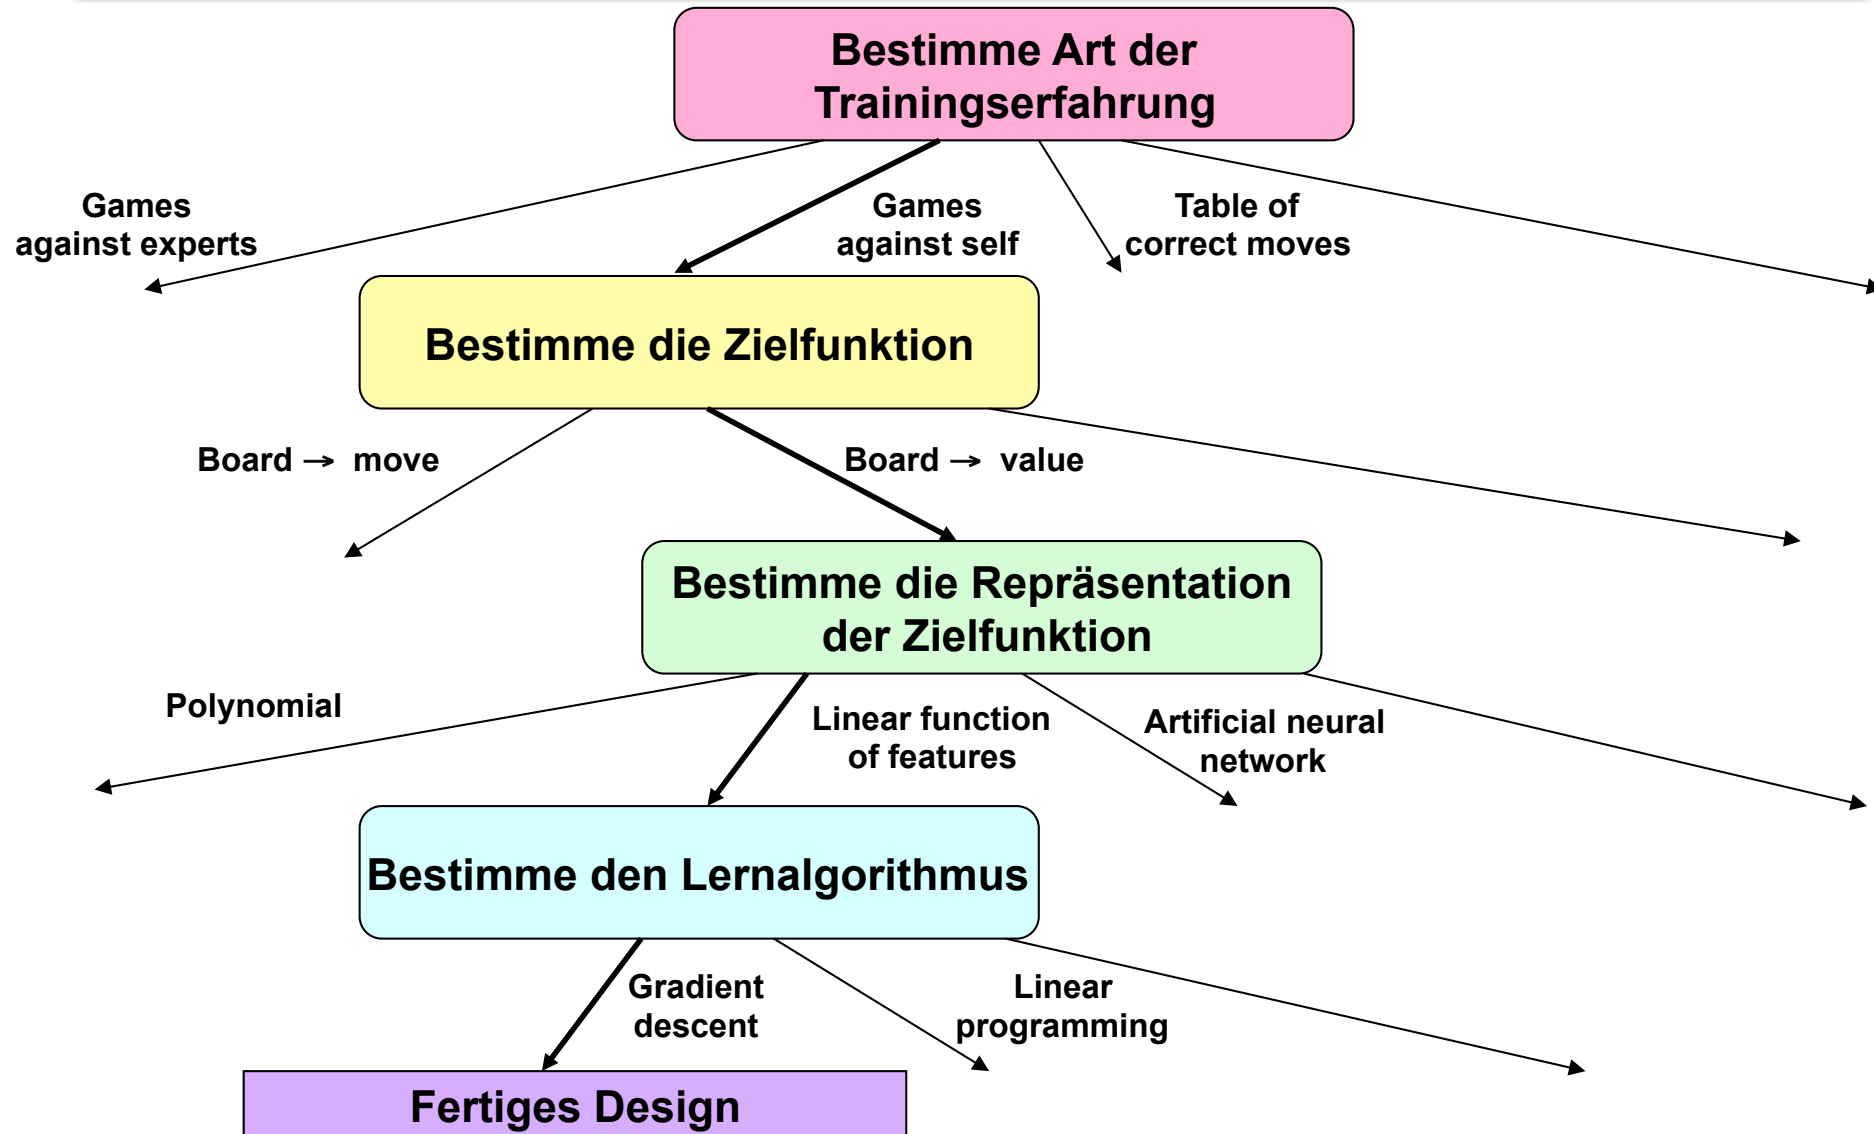 Bestimme Art der
Trainingserfahrung
Games
against experts
Games
against self
Table of
correct moves
Bestimme die Zielfunktion
Board → move
Board → value
Bestimme die Repräsentation
der Zielfunktion
Polynomial
Linear function
of features
Artificial neural
network
Bestimme den Lernalgorithmus
Gradient
descent
Linear
programming
Fertiges Design